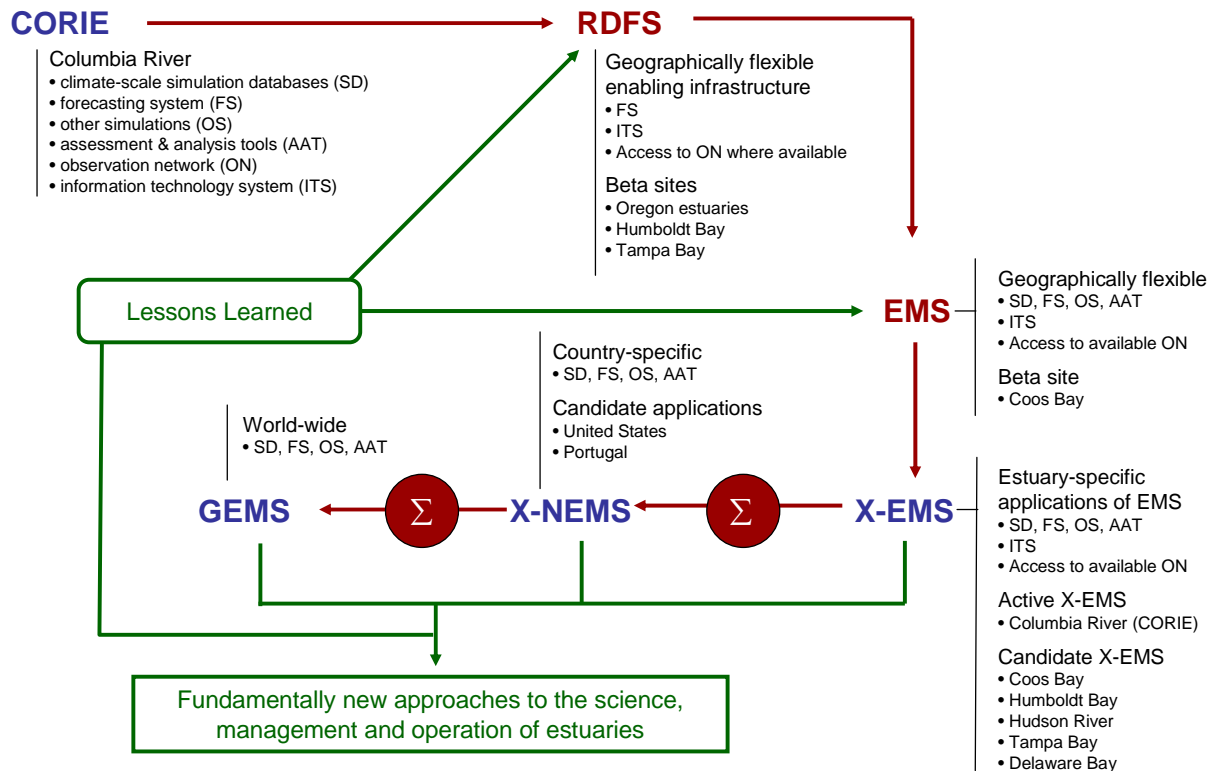 CORIE
Columbia River
• climate-scale simulation databases (SD)
• forecasting system (FS)
• other simulations (OS)
• assessment & analysis tools (AAT)
• observation network (ON)
• information technology system (ITS)
RDFS
Geographically flexible
enabling infrastructure
• FS
• ITS
• Access to ON where available
Beta sites
• Oregon estuaries
• Humboldt Bay
• Tampa Bay
Lessons Learned
EMS
Geographically flexible
• SD, FS, OS, AAT
• ITS
• Access to available ON
Beta site
• Coos Bay
Country-specific
• SD, FS, OS, AAT
Candidate applications
• United States
• Portugal
World-wide
• SD, FS, OS, AAT
GEMS
Σ
X-NEMS
Σ
X-EMS
Estuary-specific
applications of EMS
• SD, FS, OS, AAT
• ITS
• Access to available ON
Active X-EMS
• Columbia River (CORIE)
Candidate X-EMS
• Coos Bay
• Humboldt Bay
• Hudson River
• Tampa Bay
• Delaware Bay
Fundamentally new approaches to the science,
management and operation of estuaries